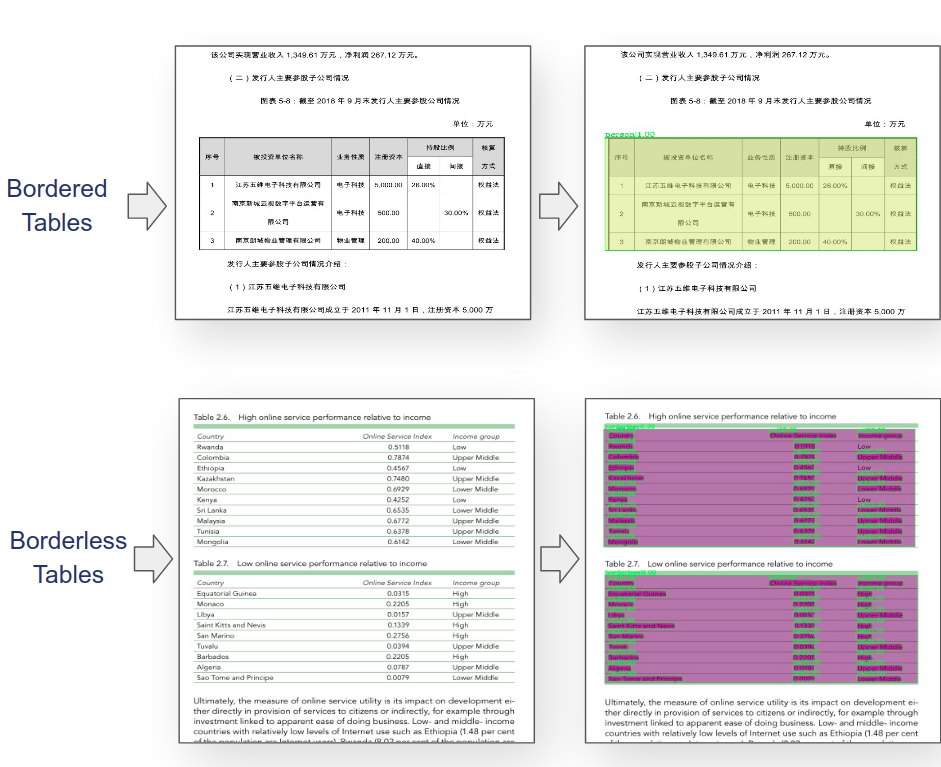 Bordered
Tables
该公司实现营业收入 1,349.61 万元，净利润 267.12 万元。
（二）发行人主要参股子公司情况
图表 5-8：截至 2018 年 9 月末发行人主要参股公司情况
单位：万元
序号 被投资单位名称 业务性质 注册资本 持股比例 核算
直接 间接 方式
1 江苏五维电子科技有限公司 电子科技 5,000.00 26.00% 权益法
南京新城云视数字平台运营有
2 电子科技 500.00 30.00% 权益法
限公司
3 南京朗城物业管理有限公司 物业管理 200.00 40.00% 权益法
发行人主要参股子公司情况介绍：
（1）江苏五维电子科技有限公司
江苏五维电子科技有限公司成立于 2011 年 11 月 1 日，注册资本 5,000 万
该公司实现营业收入 1,349.61 万元，净利润 267.12 万元。
（二）发行人主要参股子公司情况
图表 5-8：截至 2018 年 9 月末发行人主要参股公司情况
单位：万元
person|1.00
序号 被投资单位名称 业务性质 注册资本 持股比例 核算
直接 间接 方式
1 江苏五维电子科技有限公司 电子科技 5,000.00 26.00% 权益法
南京新城云视数字平台运营有
2 电子科技 500.00 30.00% 权益法
限公司
3 南京朗城物业管理有限公司 物业管理 200.00 40.00% 权益法
发行人主要参股子公司情况介绍：
（1）江苏五维电子科技有限公司
江苏五维电子科技有限公司成立于 2011 年 11 月 1 日，注册资本 5,000 万
Borderless
Tables
Table 2.6. High online service performance relative to income
Country Online Service Index Income group
Rwanda 0.5118 Low
Colombia 0.7874 Upper Middle
Ethiopia 0.4567 Low
Kazakhstan 0.7480 Upper Middle
Morocco 0.6929 Lower Middle
Kenya 0.4252 Low
Sri Lanka 0.6535 Lower Middle
Malaysia 0.6772 Upper Middle
Tunisia 0.6378 Upper Middle
Mongolia 0.6142 Lower Middle
Table 2.7. Low online service performance relative to income
Country Online Service Index Income group
Equatorial Guinea 0.0315 High
Monaco 0.2205 High
Libya 0.0157 Upper Middle
Saint Kitts and Nevis 0.1339 High
San Marino 0.2756 High
Tuvalu 0.0394 Upper Middle
Barbados 0.2205 High
Algeria 0.0787 Upper Middle
Sao Tome and Principe 0.0079 Lower Middle
Ultimately, the measure of online service utility is its impact on development ei-
ther directly in provision of services to citizens or indirectly, for example through
investment linked to apparent ease of doing business. Low- and middle- income
countries with relatively low levels of Internet use such as Ethiopia (1.48 per cent
Table 2.6. High online service performance relative to income
Country Online Service Index Income group
Rwanda 0.5118 Low
Colombia 0.7874 Upper Middle
Ethiopia 0.4567 Low
Kazakhstan 0.7480 Upper Middle
Morocco 0.6929 Lower Middle
Kenya 0.4252 Low
Sri Lanka 0.6535 Lower Middle
Malaysia 0.6772 Upper Middle
Tunisia 0.6378 Upper Middle
Mongolia 0.6142 Lower Middle
Table 2.7. Low online service performance relative to income
Country Online Service Index Income group
Equatorial Guinea 0.0315 High
Monaco 0.2205 High
Libya 0.0157 Upper Middle
Saint Kitts and Nevis 0.1339 High
San Marino 0.2756 High
Tuvalu 0.0394 Upper Middle
Barbados 0.2205 High
Algeria 0.0787 Upper Middle
Sao Tome and Principe 0.0079 Lower Middle
Ultimately, the measure of online service utility is its impact on development ei-
ther directly in provision of services to citizens or indirectly, for example through
investment linked to apparent ease of doing business. Low- and middle- income
countries with relatively low levels of Internet use such as Ethiopia (1.48 per cent